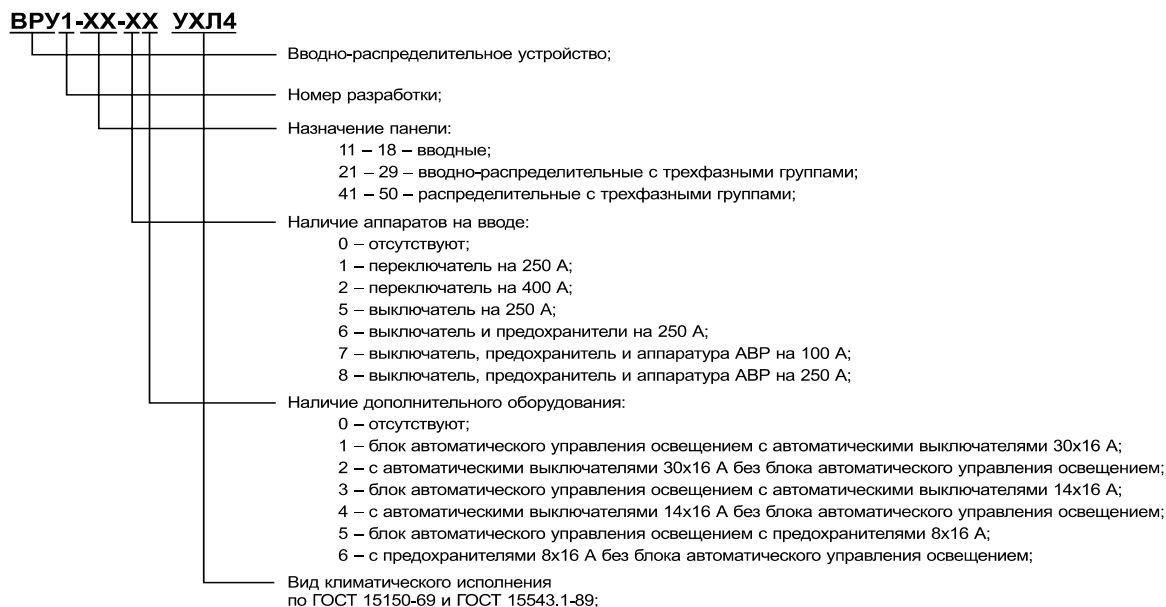 ВРУ1-ХХ-ХХ УХЛ4
Вводно-распределительное устройство;
Номер разработки;
Назначение панели:
11 – 18 – вводные;
21 – 29 – вводно-распределительные с трехфазными группами;
41 – 50 – распределительные с трехфазными группами;
Наличие аппаратов на вводе:
0 – отсутствуют;
1 – переключатель на 250 А;
2 – переключатель на 400 А;
5 – выключатель на 250 А;
6 – выключатель и предохранители на 250 А;
7 – выключатель, предохранитель и аппаратура АВР на 100 А;
8 – выключатель, предохранитель и аппаратура АВР на 250 А;
Наличие дополнительного оборудования:
0 – отсутствуют;
1 – блок автоматического управления освещением с автоматическими выключателями 30х16 А;
2 – с автоматическими выключателями 30х16 А без блока автоматического управления освещением;
3 – блок автоматического управления освещением с автоматическими выключателями 14х16 А;
4 – с автоматическими выключателями 14х16 А без блока автоматического управления освещением;
5 – блок автоматического управления освещением с предохранителями 8х16 А;
6 – с предохранителями 8х16 А без блока автоматического управления освещением;
Вид климатического исполнения
по ГОСТ 15150-69 и ГОСТ 15543.1-89;